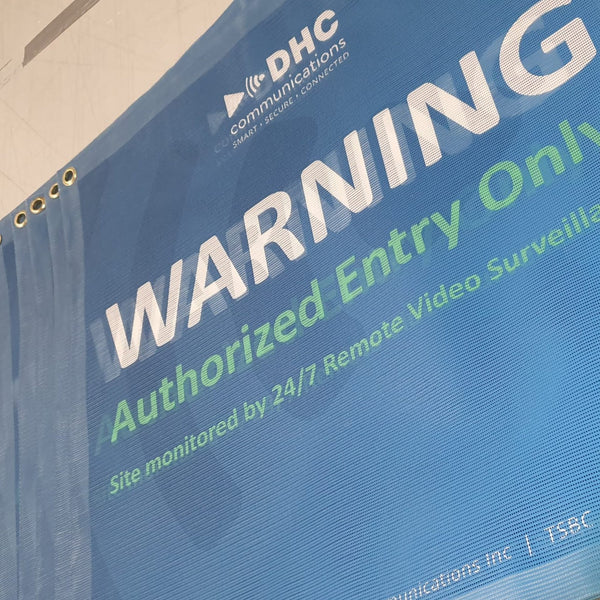 DHC
communications
SMART • SECURE • CONNECTED
WARNING
Authorized Entry Only
Site monitored by 24/7 Remote Video Surveilla
unications Inc | TSBC